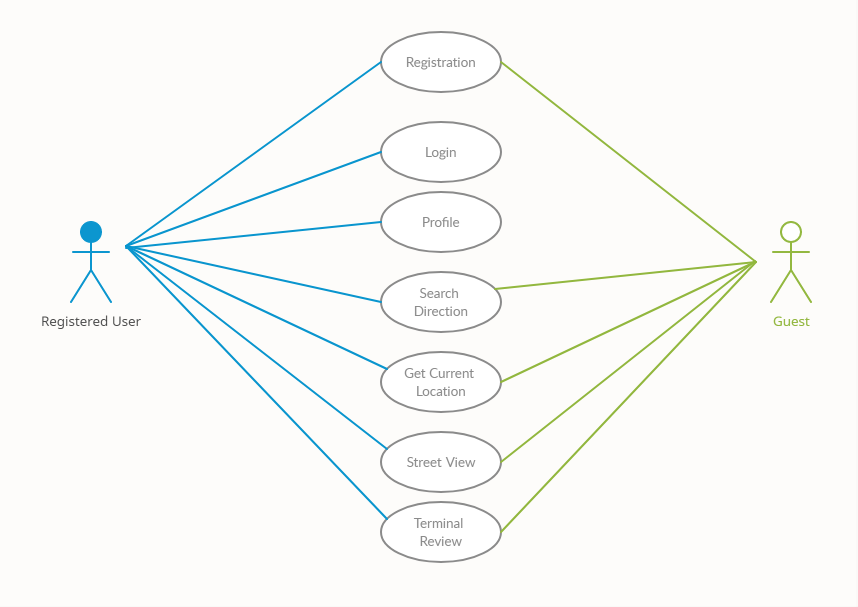 Registration
Login
Profile
Search
Direction
Get Current
Location
Street View
Terminal
Review
Registered User
Guest